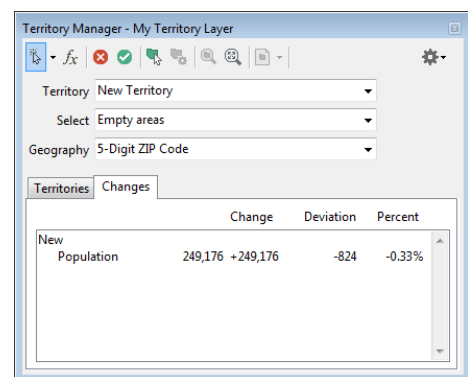 Territory Manager - My Territory Layer
fx
Territory New Territory
Select Empty areas
Geography 5-Digit ZIP Code
Territories Changes
Change Deviation Percent
New
Population 249,176 +249,176 -824 -0.33%